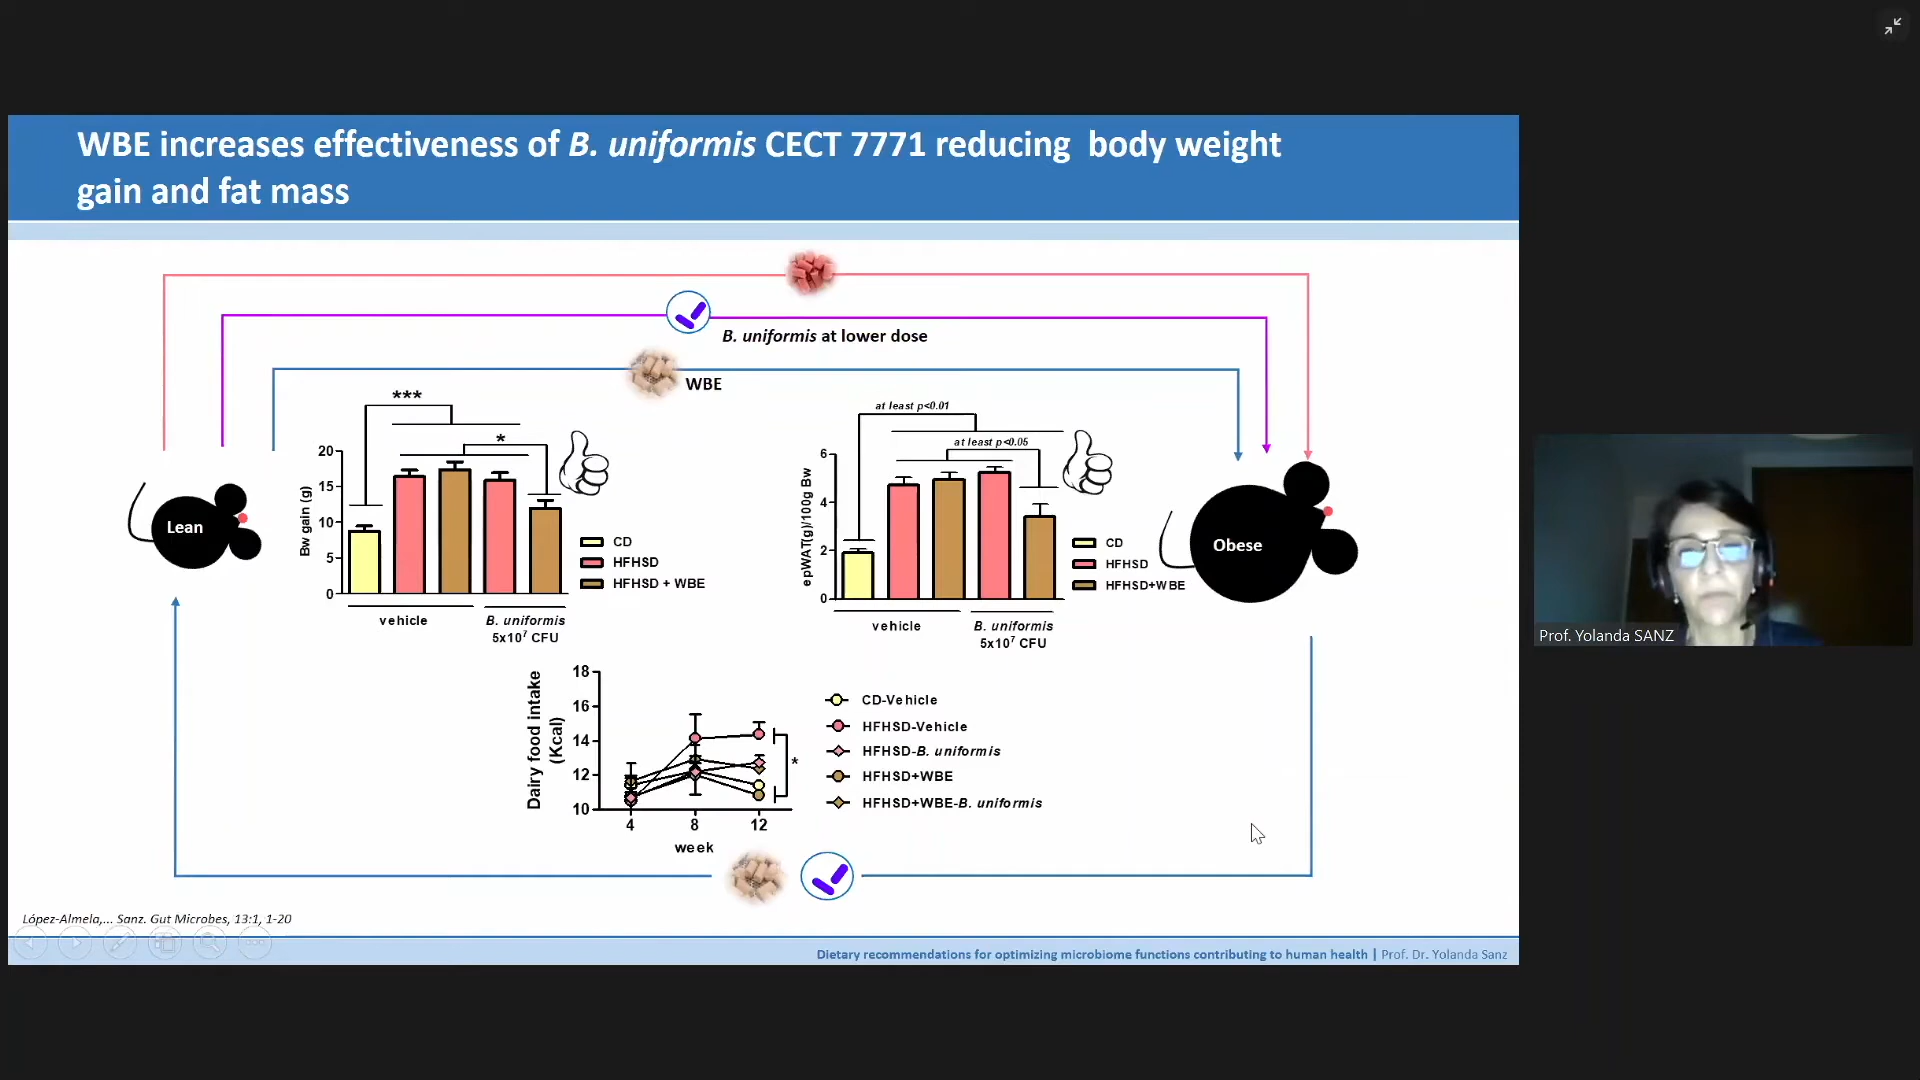 WBE increases effectiveness of B. uniformis CECT 7771 reducing body weight
gain and fat mass
B. uniformis at lower dose
WBE
Lean
***
*
Bw gain (g)
20
15
10
5
0
CD
HFHSD
HFHSD + WBE
vehicle
B. uniformis
5x10⁷ CFU
at least p<0.01
at least p<0.05
epWAT(g)/100g Bw
6
4
2
0
CD
HFHSD
HFHSD+WBE
vehicle
B. uniformis
5x10⁷ CFU
Obese
Dairy food intake
(Kcal)
18
16
14
12
10
4 8 12
week
*
CD-Vehicle
HFHSD-Vehicle
HFHSD-B. uniformis
HFHSD+WBE
HFHSD+WBE-B. uniformis
López-Almela,... Sanz. Gut Microbes, 13:1, 1-20
Dietary recommendations for optimizing microbiome functions contributing to human health | Prof. Dr. Yolanda Sanz
Prof. Yolanda SANZ